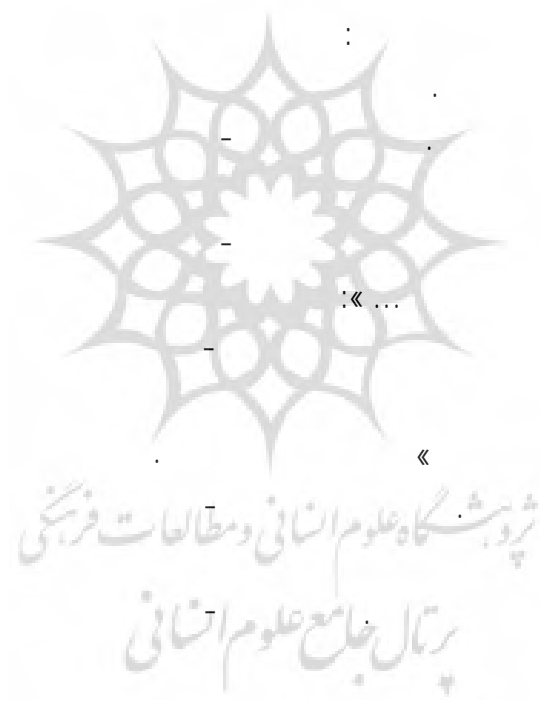 پژوهشگاه علوم انسانی و مطالعات فرهنگی
پرتال جامع علوم انسانی